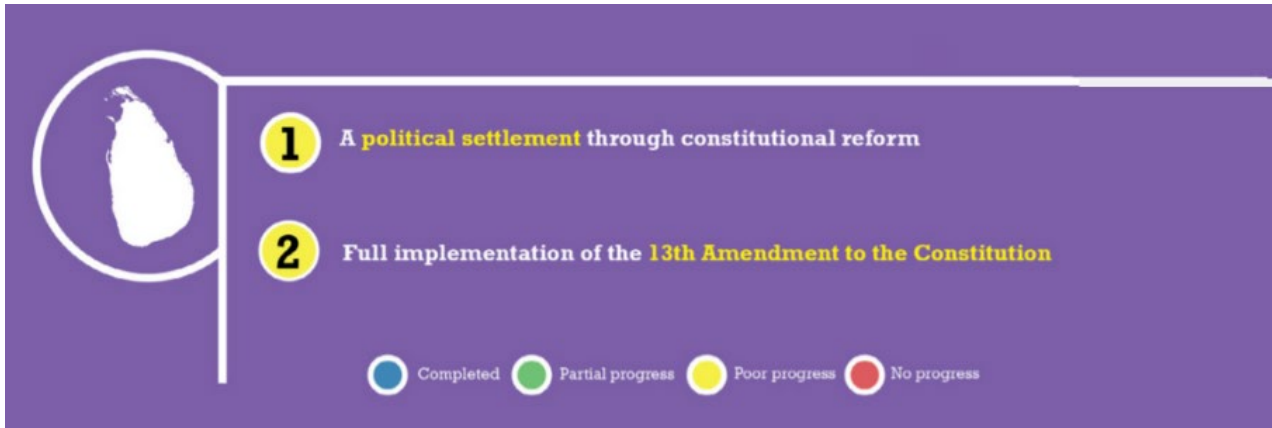 1 A political settlement through constitutional reform
2 Full implementation of the 13th Amendment to the Constitution
Completed Partial progress Poor progress No progress